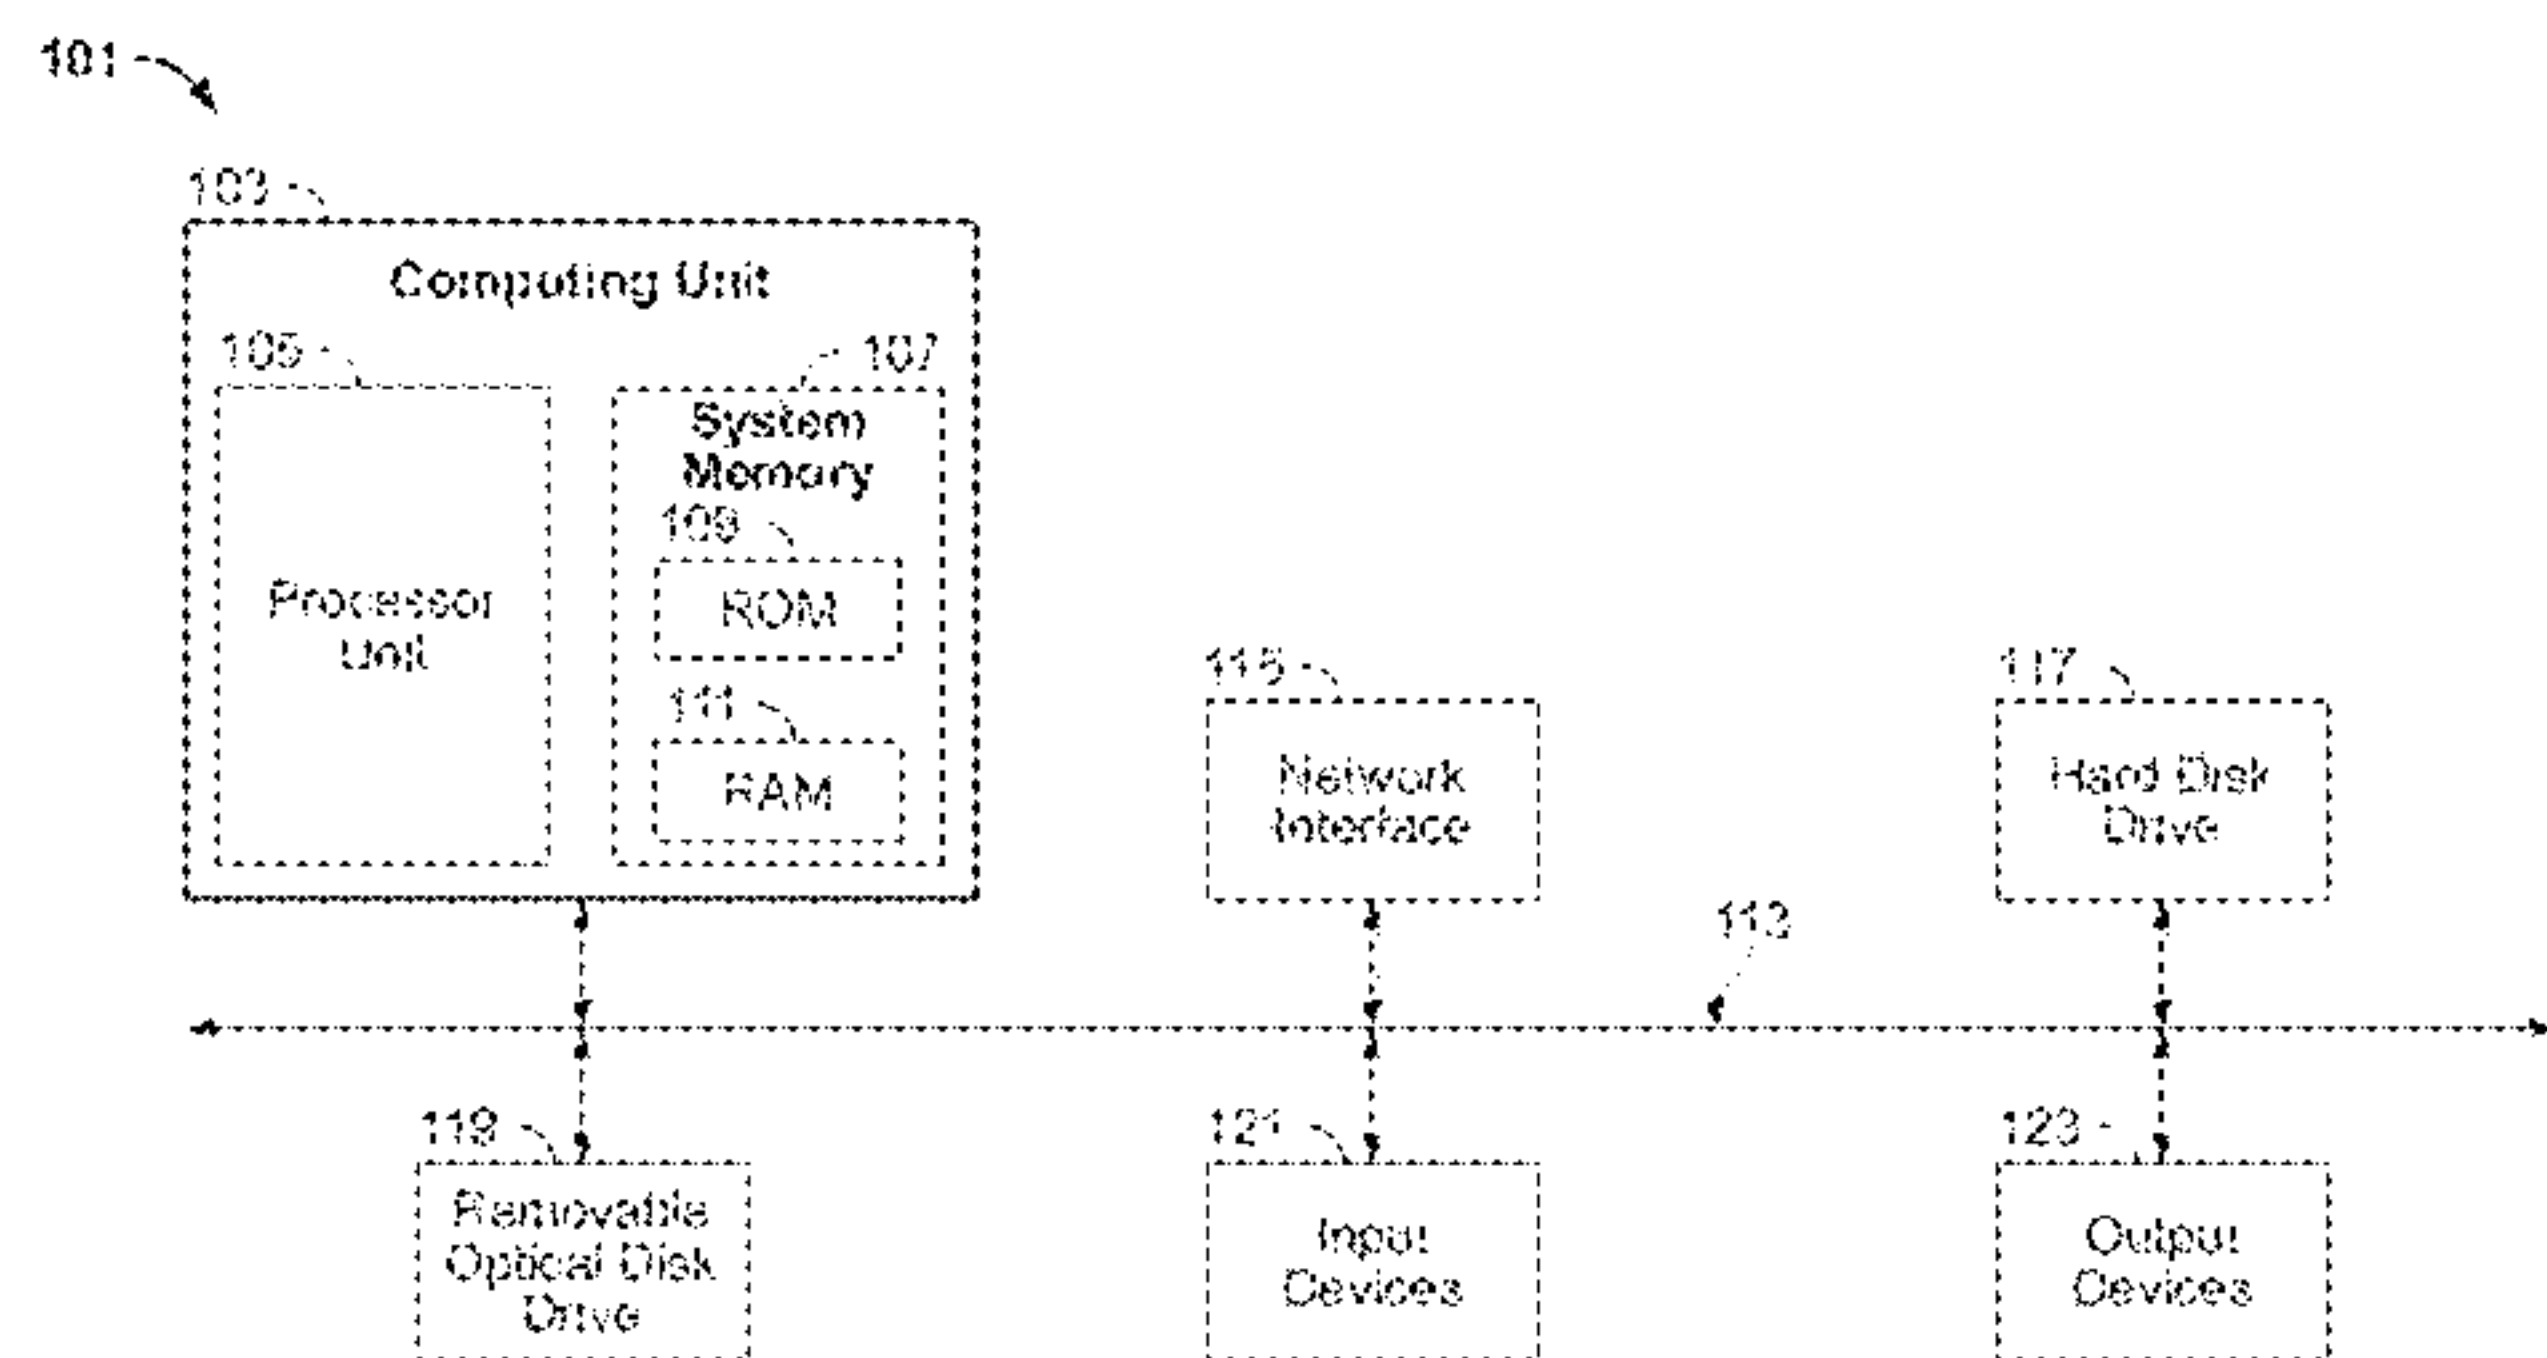 101
103
Computing Unit
105
107
System
Memory
109
Processor
Unit
ROM
111
RAM
115
Network
Interface
117
Hard Disk
Drive
113
119
Removable
Optical Disk
Drive
121
Input
Devices
123
Output
Devices